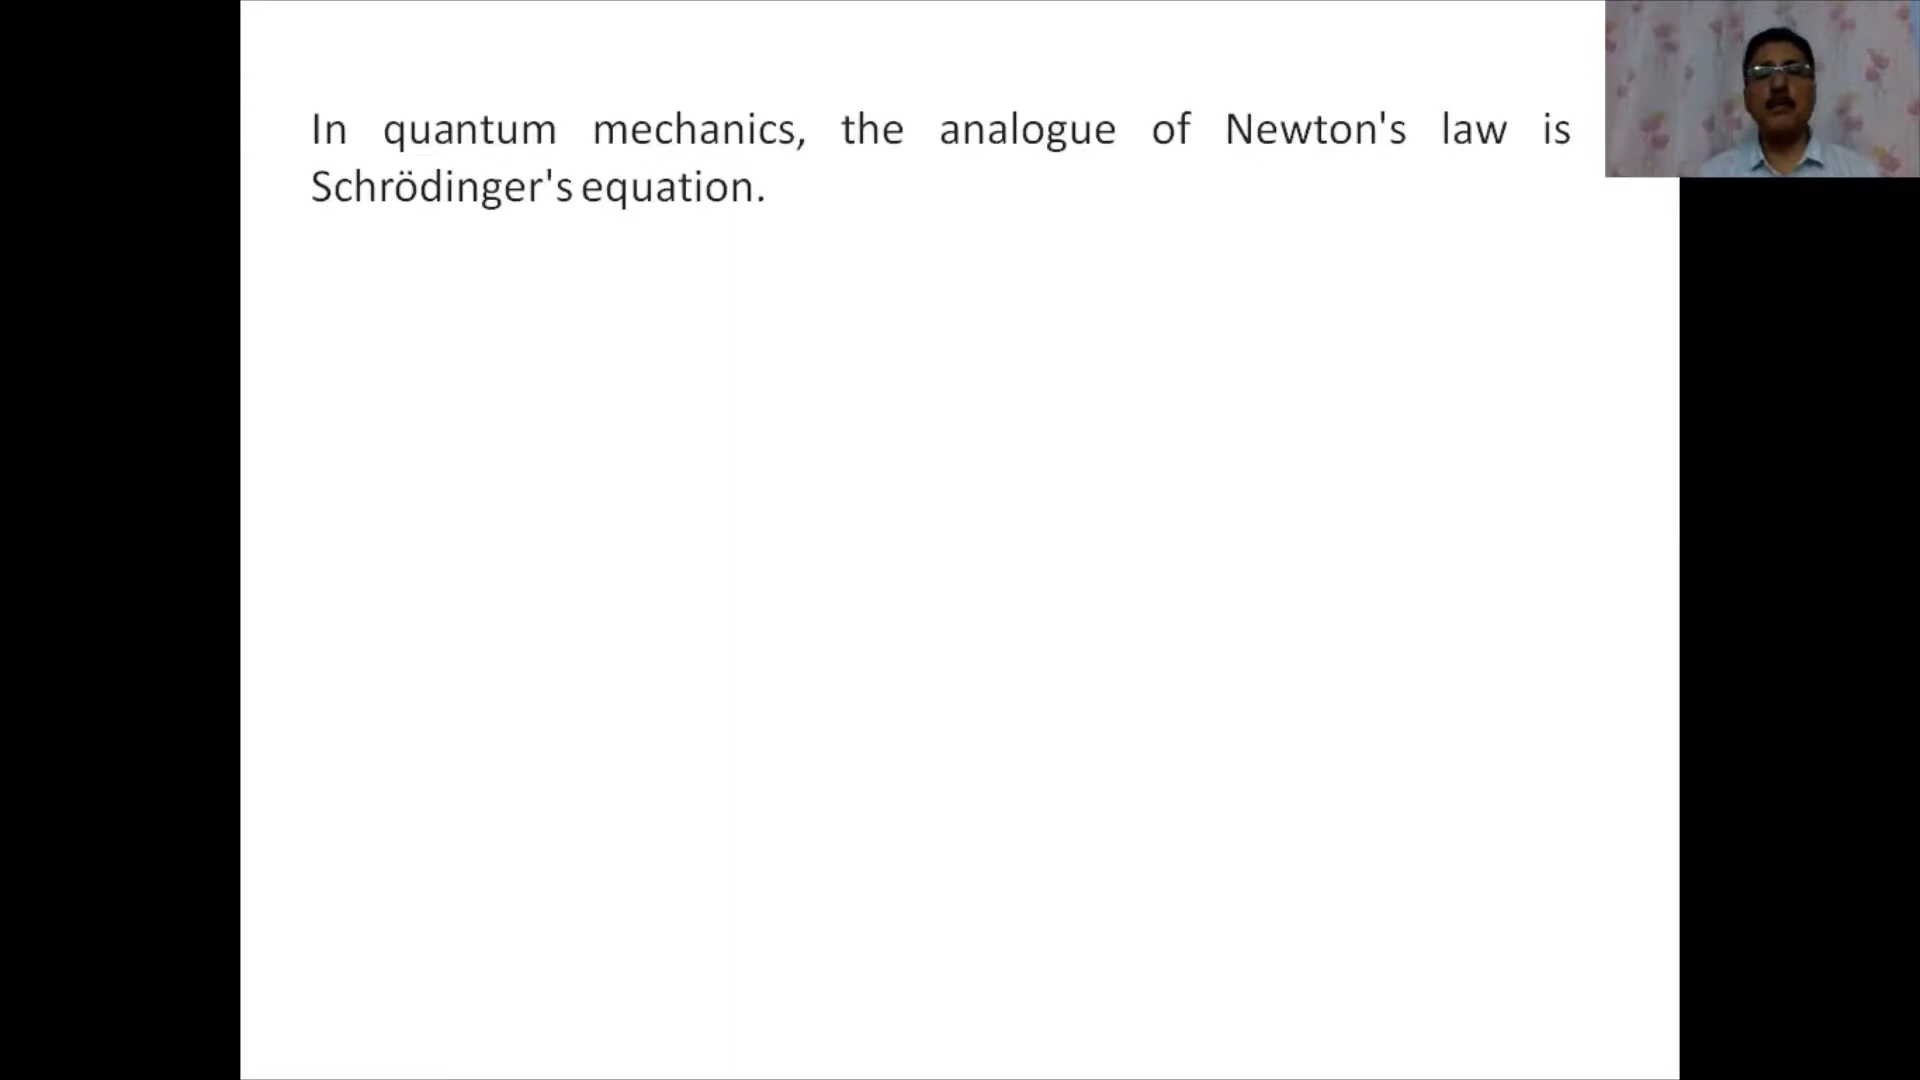 In quantum mechanics, the analogue of Newton's law is
Schrödinger's equation.